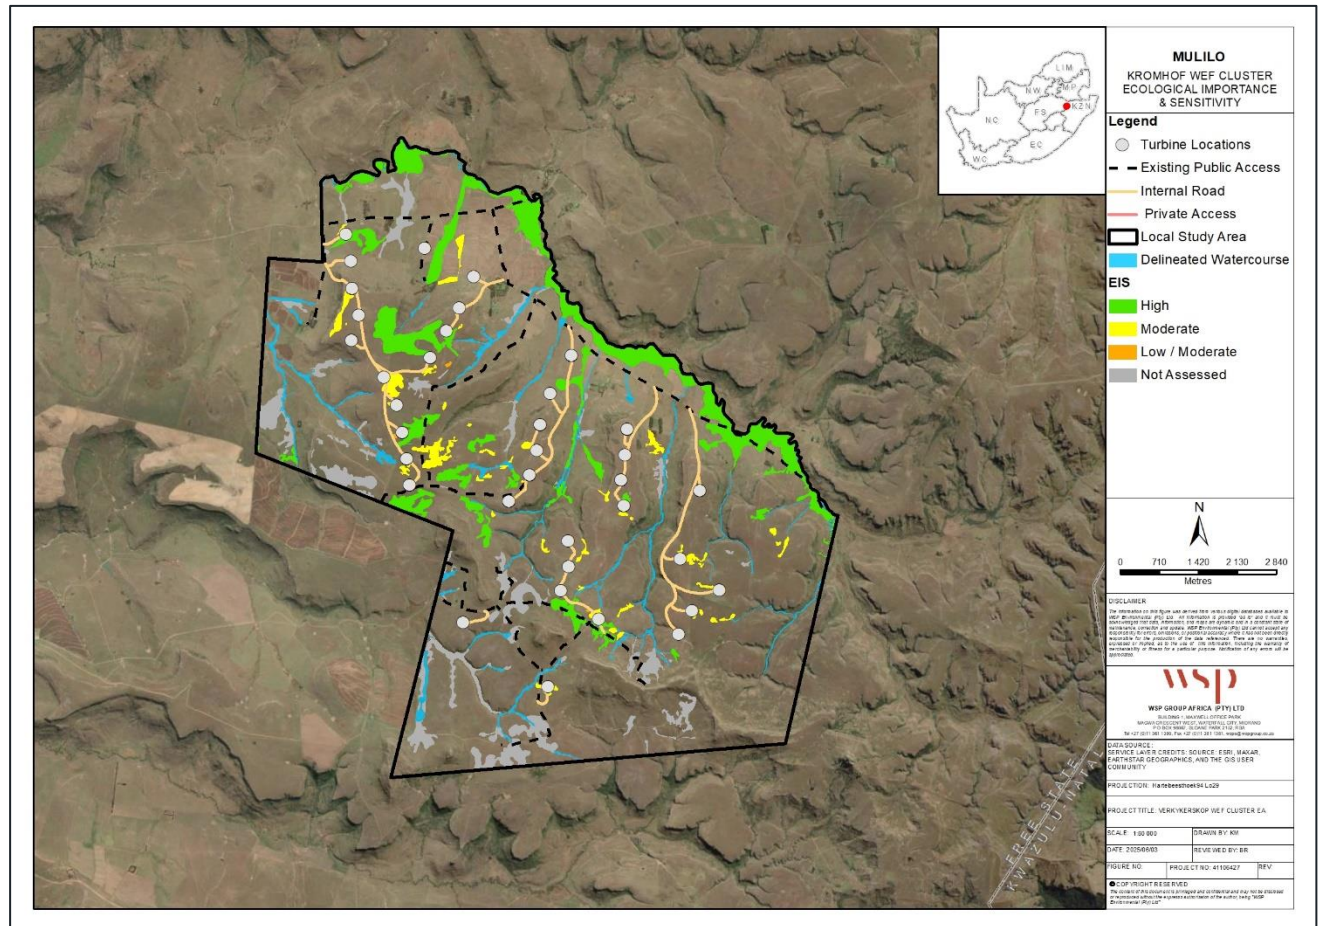 LIM
NW
MP
FS
KZN
NC
EC
WC
FREE STATE
KWAZULU-NATAL
MULILO
KROMHOF WEF CLUSTER
ECOLOGICAL IMPORTANCE
& SENSITIVITY
Legend
Turbine Locations
Existing Public Access
Internal Road
Private Access
Local Study Area
Delineated Watercourse
EIS
High
Moderate
Low / Moderate
Not Assessed
N
0 710 1 420 2 130 2 840
Metres
DISCLAIMER
wsp
WSP GROUP AFRICA (PTY) LTD
DATA SOURCE:
SERVICE LAYER CREDITS: SOURCE: ESRI, MAXAR,
EARTHSTAR GEOGRAPHICS, AND THE GIS USER
COMMUNITY
PROJECTION: Hartebeesthoek94 Lo29
PROJECT TITLE: VERKYKERSKOP WEF CLUSTER EA
SCALE: DRAWN BY: KM
DATE: 2025/06/03 REVIEWED BY: BR
FIGURE NO: PROJECT NO: 41106427 REV:
© COPYRIGHT RESERVED